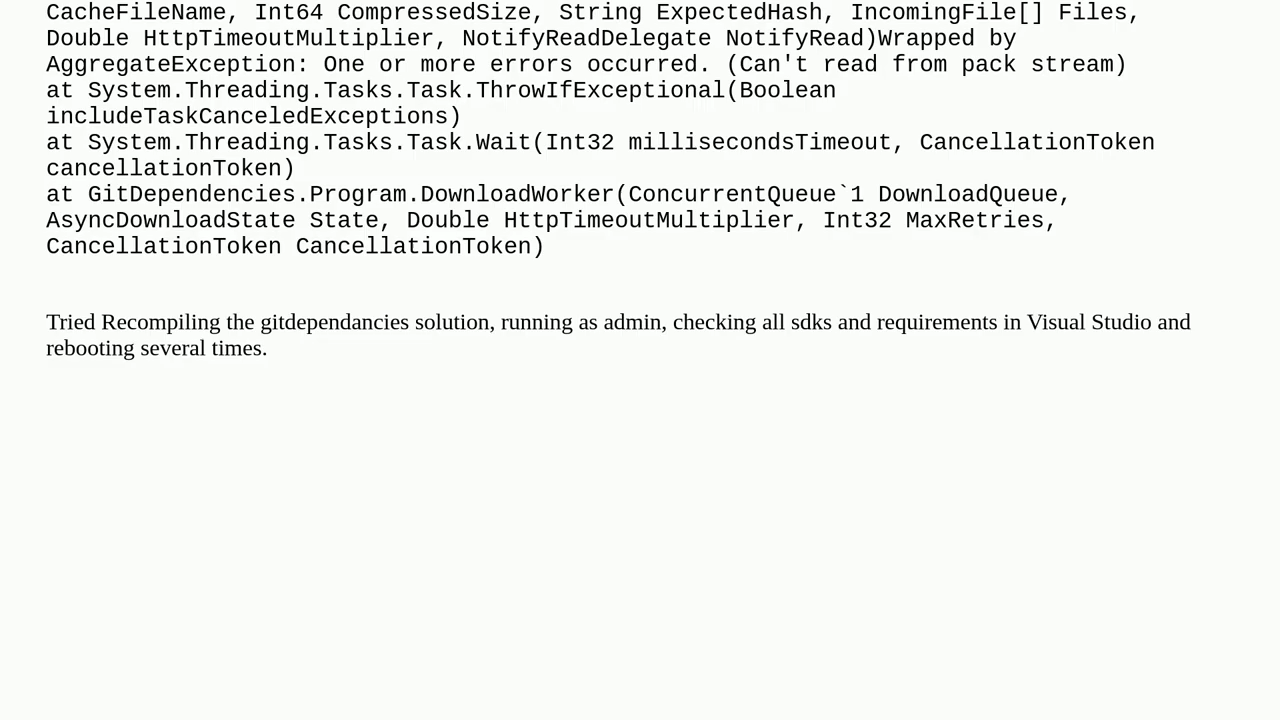 CacheFileName, Int64 CompressedSize, String ExpectedHash, IncomingFile[] Files,
Double HttpTimeoutMultiplier, NotifyReadDelegate NotifyRead)Wrapped by
AggregateException: One or more errors occurred. (Can't read from pack stream)
at System.Threading.Tasks.Task.ThrowIfExceptional(Boolean
includeTaskCanceledExceptions)
at System.Threading.Tasks.Task.Wait(Int32 millisecondsTimeout, CancellationToken
cancellationToken)
at GitDependencies.Program.DownloadWorker(ConcurrentQueue`1 DownloadQueue,
AsyncDownloadState State, Double HttpTimeoutMultiplier, Int32 MaxRetries,
CancellationToken CancellationToken)
Tried Recompiling the gitdependancies solution, running as admin, checking all sdks and requirements in Visual Studio and
rebooting several times.